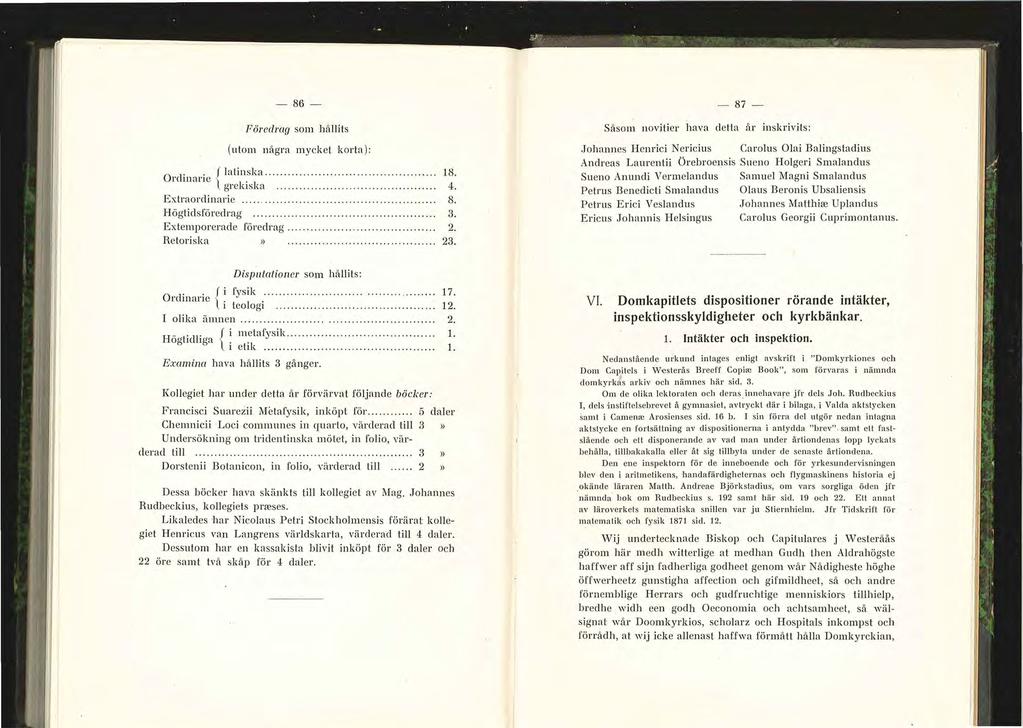 — 86 —
Föredrag som hållits
(utom några mycket korta):
Ordinarie { latinska ........ 18.
{ grekiska ........ 4.
Extraordinarie ........ 8.
Högtidsföredrag ........ 3.
Extemporerade föredrag ........ 2.
Retoriska » ........ 23.
Disputationer som hållits:
Ordinarie { i fysik ........ 17.
{ i teologi ........ 12.
I olika ämnen ........ 2.
Högtidliga { i metafysik ........ 1.
{ i etik ........ 1.
Examina hava hållits 3 gånger.
Kollegiet har under detta år förvärvat följande böcker:
Francisci Suarezii Metafysik, inköpt för ........ 5 daler
Chemnicii Loci communes in quarto, värderad till 3 »
Undersökning om tridentinska mötet, in folio, vär-
derad till ........ 3 »
Dorstenii Botanicon, in folio, värderad till ...... 2 »
Dessa böcker hava skänkts till kollegiet av Mag. Johannes
Rudbeckius, kollegiets præses.
Likaledes har Nicolaus Petri Stockholmensis förärat kolle-
giet Henricus van Langrens världskarta, värderad till 4 daler.
Dessutom har en kassakista blivit inköpt för 3 daler och
22 öre samt två skåp för 4 daler.
— 87 —
Såsom novitier hava detta år inskrivits:
Johannes Henrici Nericius Carolus Olai Balingstadius
Andreas Laurentii Örebroensis Sueno Holgeri Smalandus
Sueno Anundi Vermelandus Samuel Magni Smalandus
Petrus Benedicti Smalandus Olaus Beronis Ubsaliensis
Petrus Erici Veslandus Johannes Matthiæ Uplandus
Ericus Johannis Helsingus Carolus Georgii Cuprimontanus.
VI. Domkapitlets dispositioner rörande intäkter,
inspektionsskyldigheter och kyrkbänkar.
1. Intäkter och inspektion.
Nedanstående urkund intages enligt avskrift i "Domkyrkiones och
Dom Capitels i Westerås Breeff Copiæ Book", som förvaras i nämnda
domkyrkas arkiv och nämnes här sid. 3.
Om de olika lektoraten och deras innehavare jfr dels Joh. Rudbeckius
I, dels instiftelsebrevet å gymnasiet, avtryckt där i bilaga, i Valda aktstycken
samt i Camenæ Arosienses sid. 16 b. I sin förra del utgör nedan intagna
aktstycke en fortsättning av dispositionerna i antydda "brev" samt ett fast-
slående och ett disponerande av vad man under årtiondenas lopp lyckats
behålla, tillbakakalla eller åt sig tillbyta under de senaste årtiondena.
Den ene inspektorn för de inneboende och för yrkesundervisningen
blev den i aritmetikens, handafärdigheternas och flygmaskinens historia ej
okände läraren Matth. Andreae Björkstadius, om vars sorgliga öden jfr
nämnda bok om Rudbeckius s. 192 samt här sid. 19 och 22. Ett annat
av läroverkets matematiska snillen var ju Stiernhielm. Jfr Tidskrift för
matematik och fysik 1871 sid. 12.
Wij undertecknade Biskop och Capitulares j Westeråås
görom här medh witterlige at medhan Gudh then Aldrahögste
haffwer aff sijn fadherliga godheet genom wår Nådigheste höghe
öffwerheetz gunstigha affection och gifmildheet, så och andre
förnemblige Herrars och gudfruchtige menniskiors tillhielp,
bredhe widh een godh Oeconomia och achtsamheet, så wäl-
signat wår Doomkyrkios, scholarz och Hospitals inkompst och
förrådh, at wij icke allenast haffwa förmått hålla Domkyrckian,